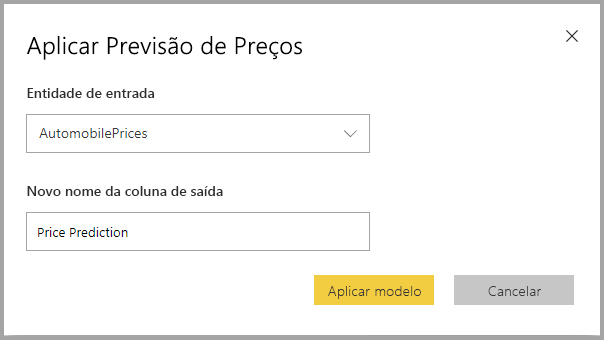 Aplicar Previsão de Preços
Entidade de entrada
AutomobilePrices
Novo nome da coluna de saída
Price Prediction
Aplicar modelo
Cancelar